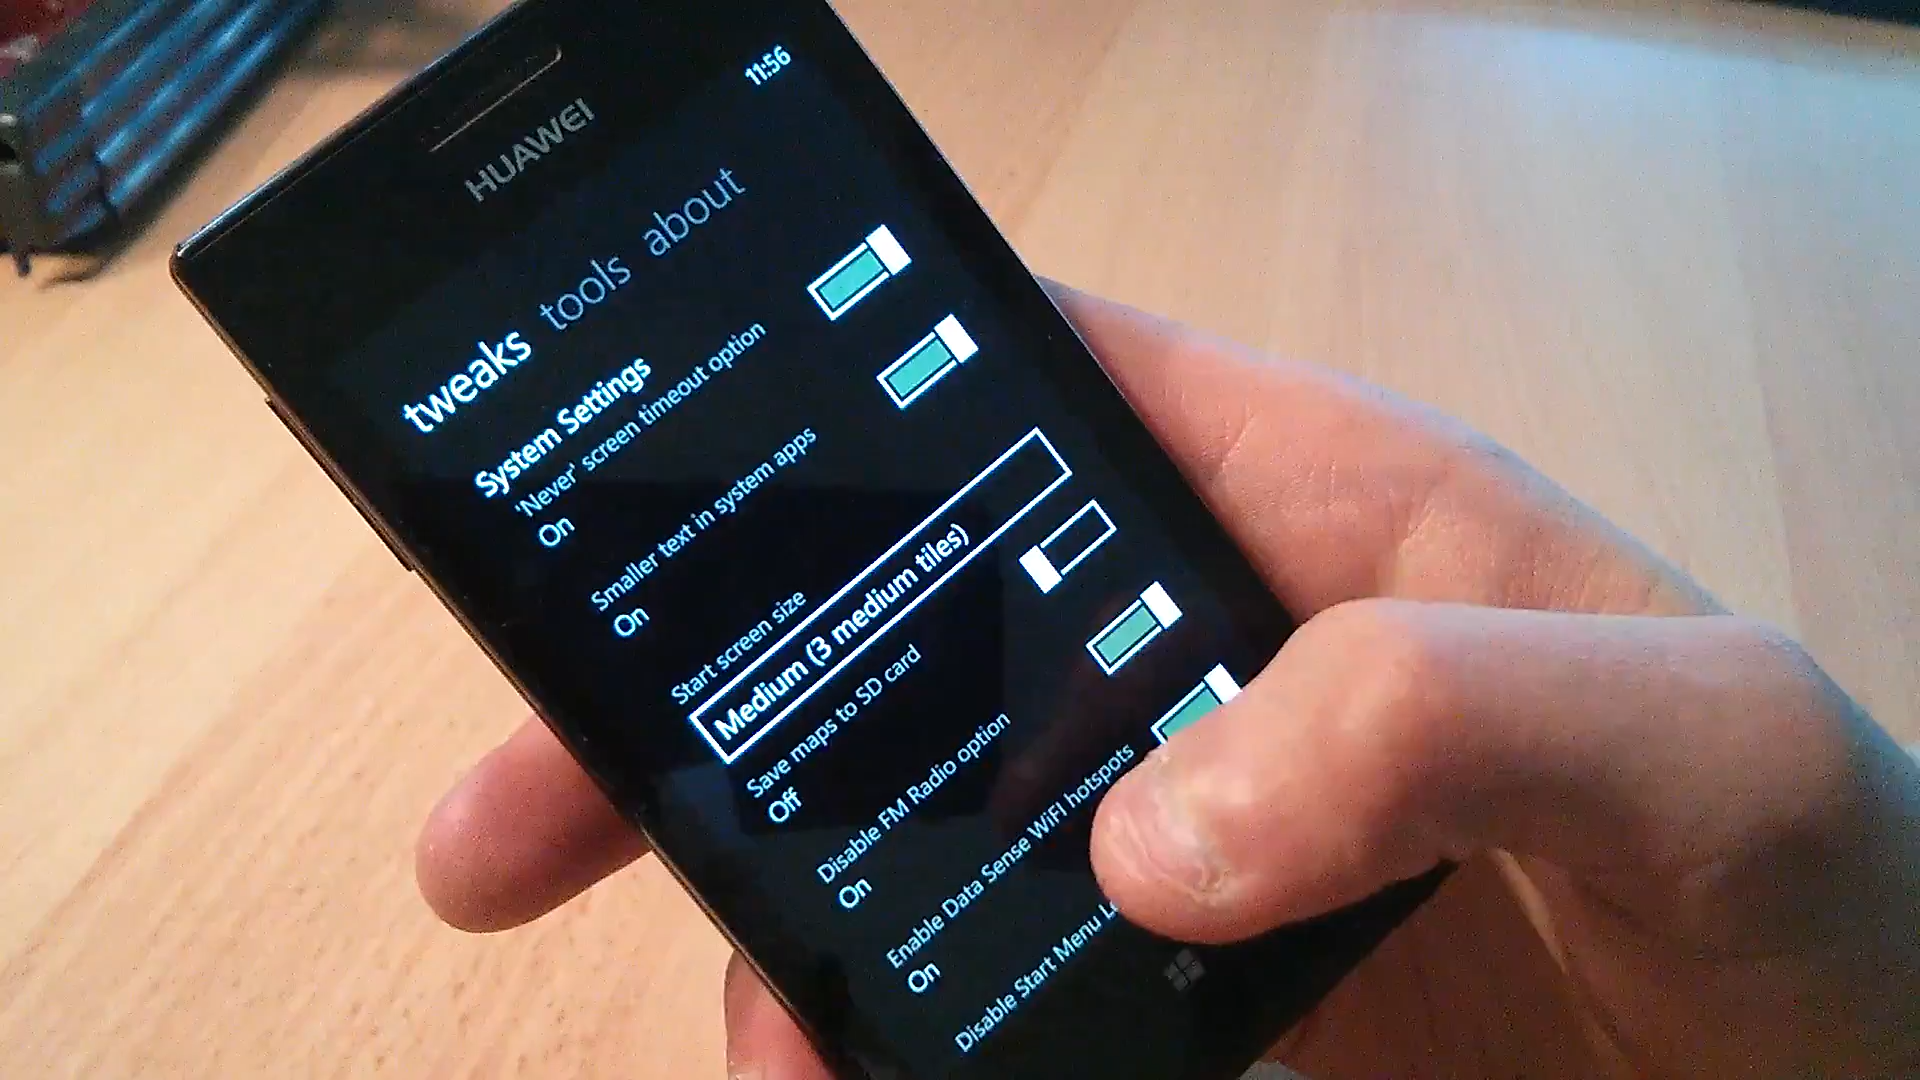 11:56
HUAWEI
tweaks tools about
System Settings
'Never' screen timeout option
On
Smaller text in system apps
On
Start screen size
Medium (3 medium tiles)
Save maps to SD card
Off
Disable FM Radio option
On
Enable Data Sense WiFI hotspots
On
Disable Start Menu